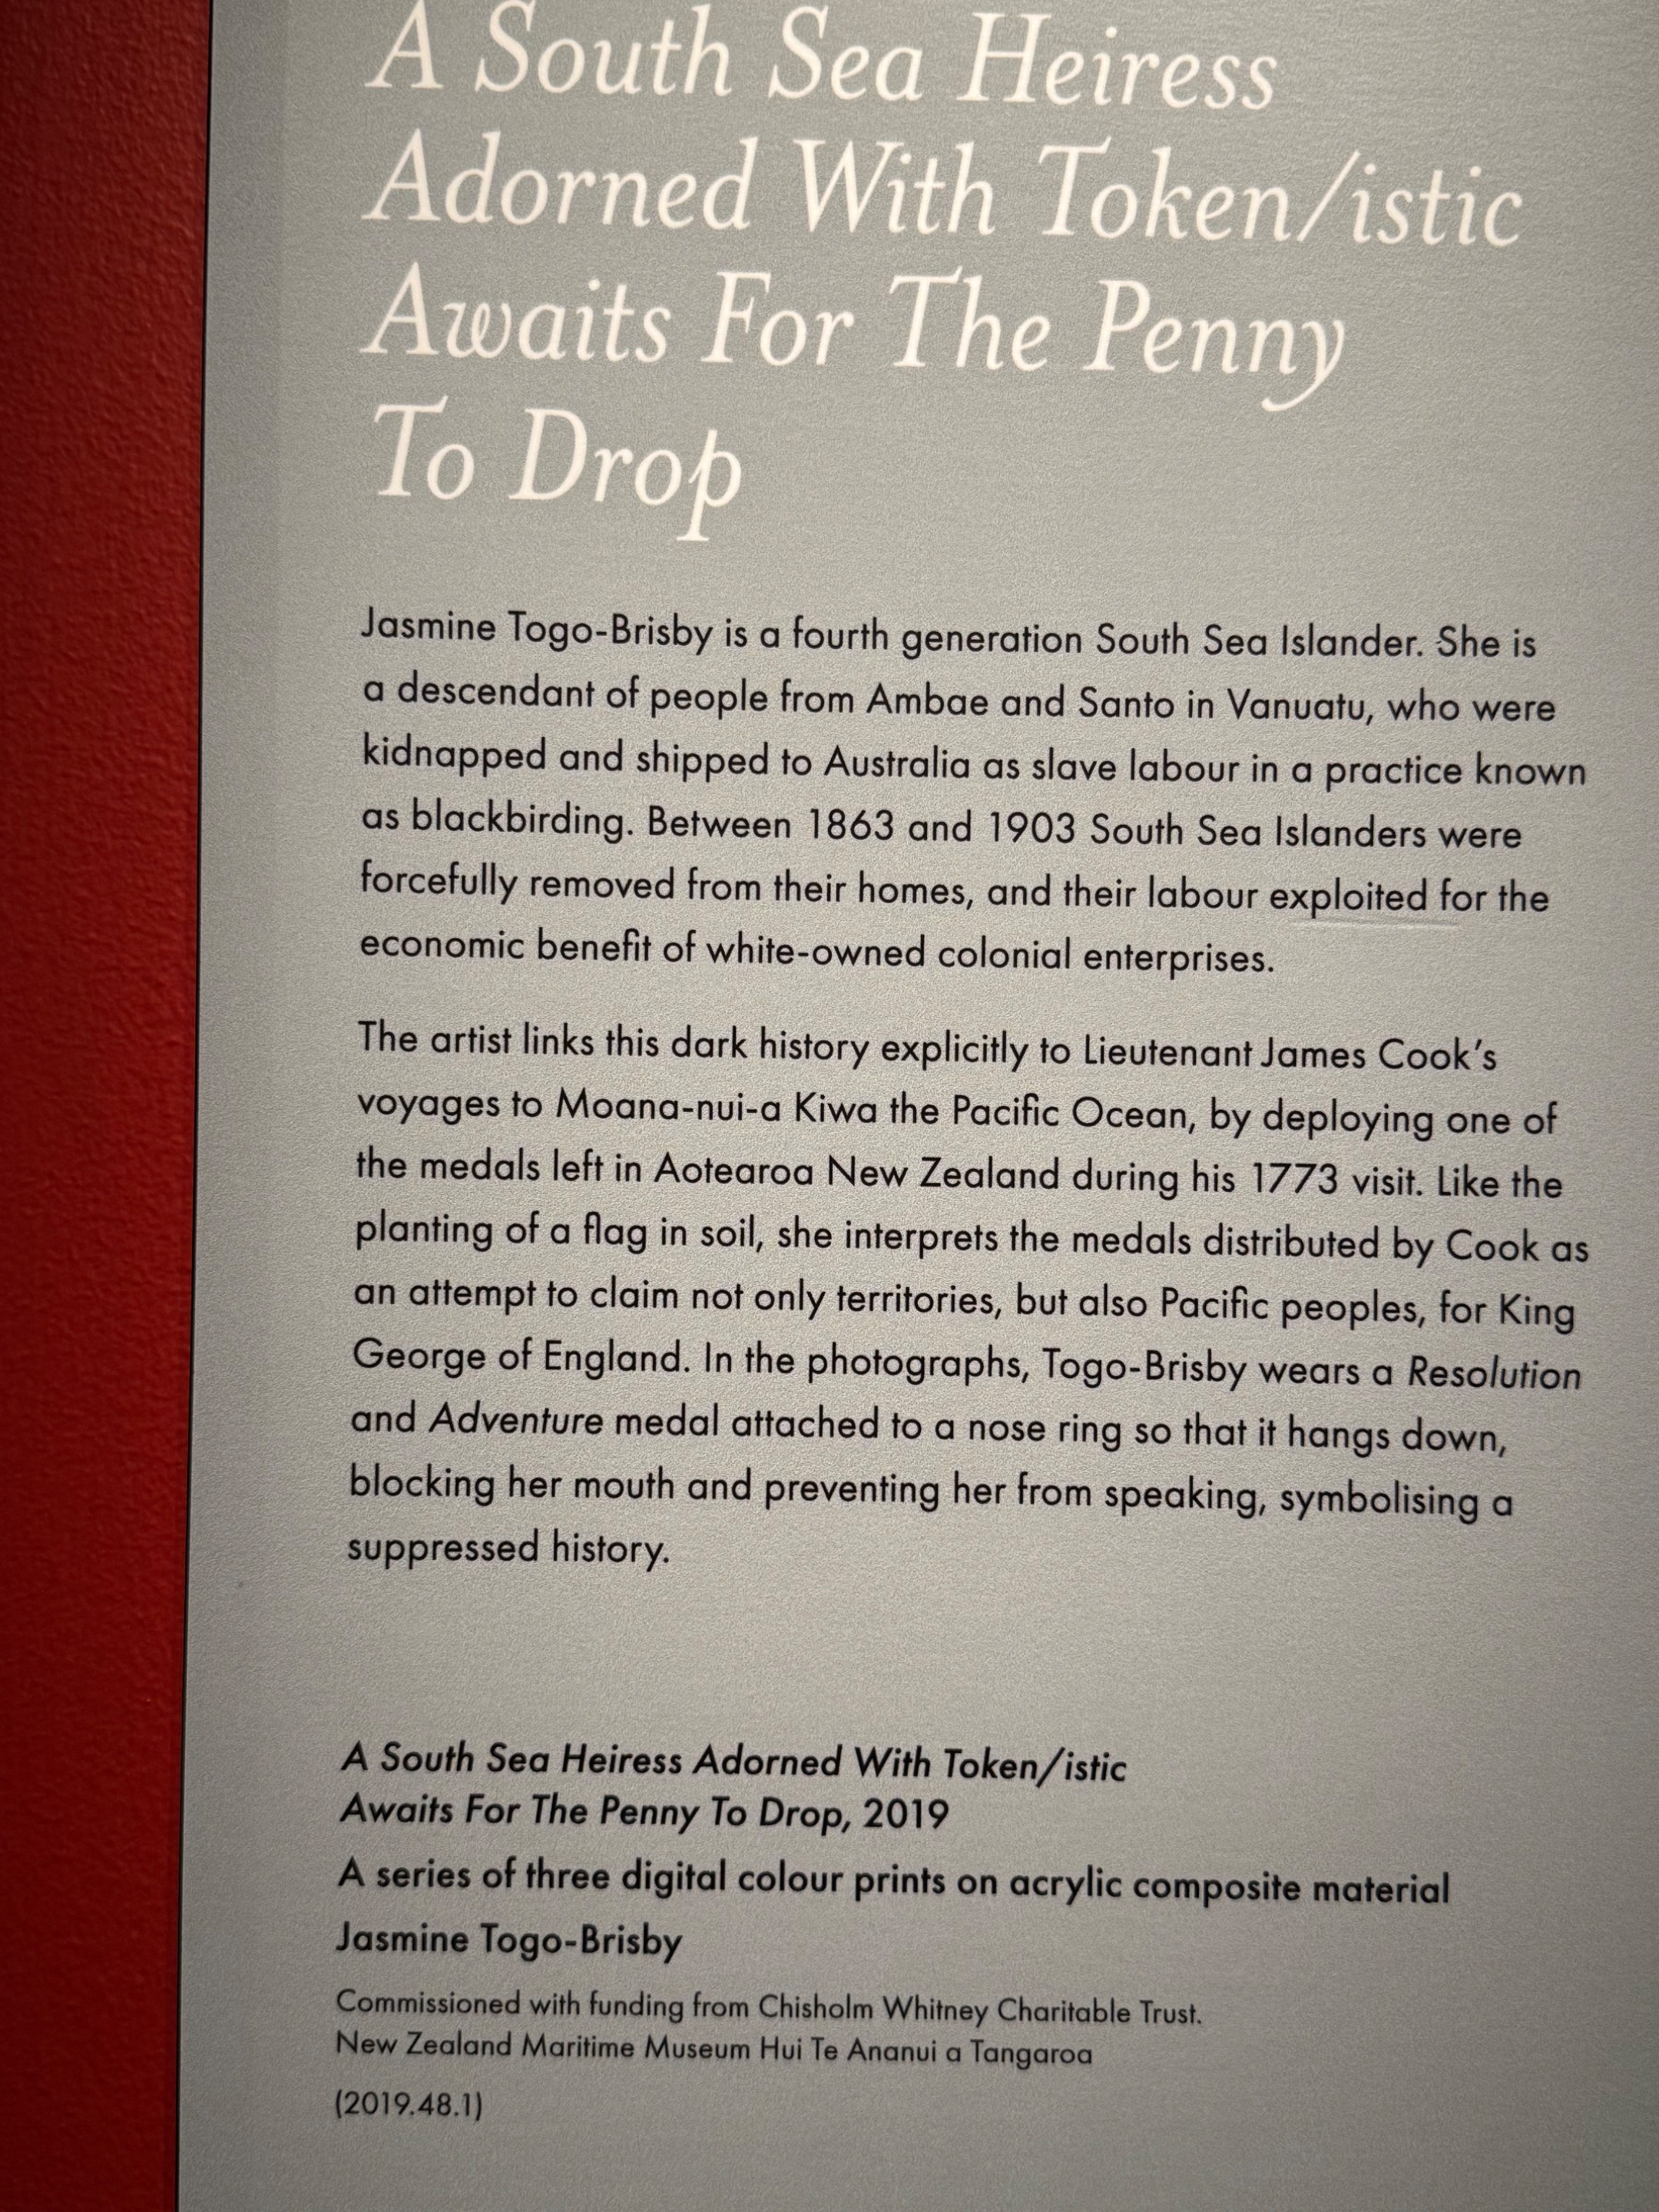 A South Sea Heiress
Adorned With Token/istic
Awaits For The Penny
To Drop
Jasmine Togo-Brisby is a fourth generation South Sea Islander. She is
a descendant of people from Ambae and Santo in Vanuatu, who were
kidnapped and shipped to Australia as slave labour in a practice known
as blackbirding. Between 1863 and 1903 South Sea Islanders were
forcefully removed from their homes, and their labour exploited for the
economic benefit of white-owned colonial enterprises.
The artist links this dark history explicitly to Lieutenant James Cook's
voyages to Moana-nui-a Kiwa the Pacific Ocean, by deploying one of
the medals left in Aotearoa New Zealand during his 1773 visit. Like the
planting of a flag in soil, she interprets the medals distributed by Cook as
an attempt to claim not only territories, but also Pacific peoples, for King
George of England. In the photographs, Togo-Brisby wears a Resolution
and Adventure medal attached to a nose ring so that it hangs down,
blocking her mouth and preventing her from speaking, symbolising a
suppressed history.
A South Sea Heiress Adorned With Token/istic
Awaits For The Penny To Drop, 2019
A series of three digital colour prints on acrylic composite material
Jasmine Togo-Brisby
Commissioned with funding from Chisholm Whitney Charitable Trust.
New Zealand Maritime Museum Hui Te Ananui a Tangaroa
(2019.48.1)